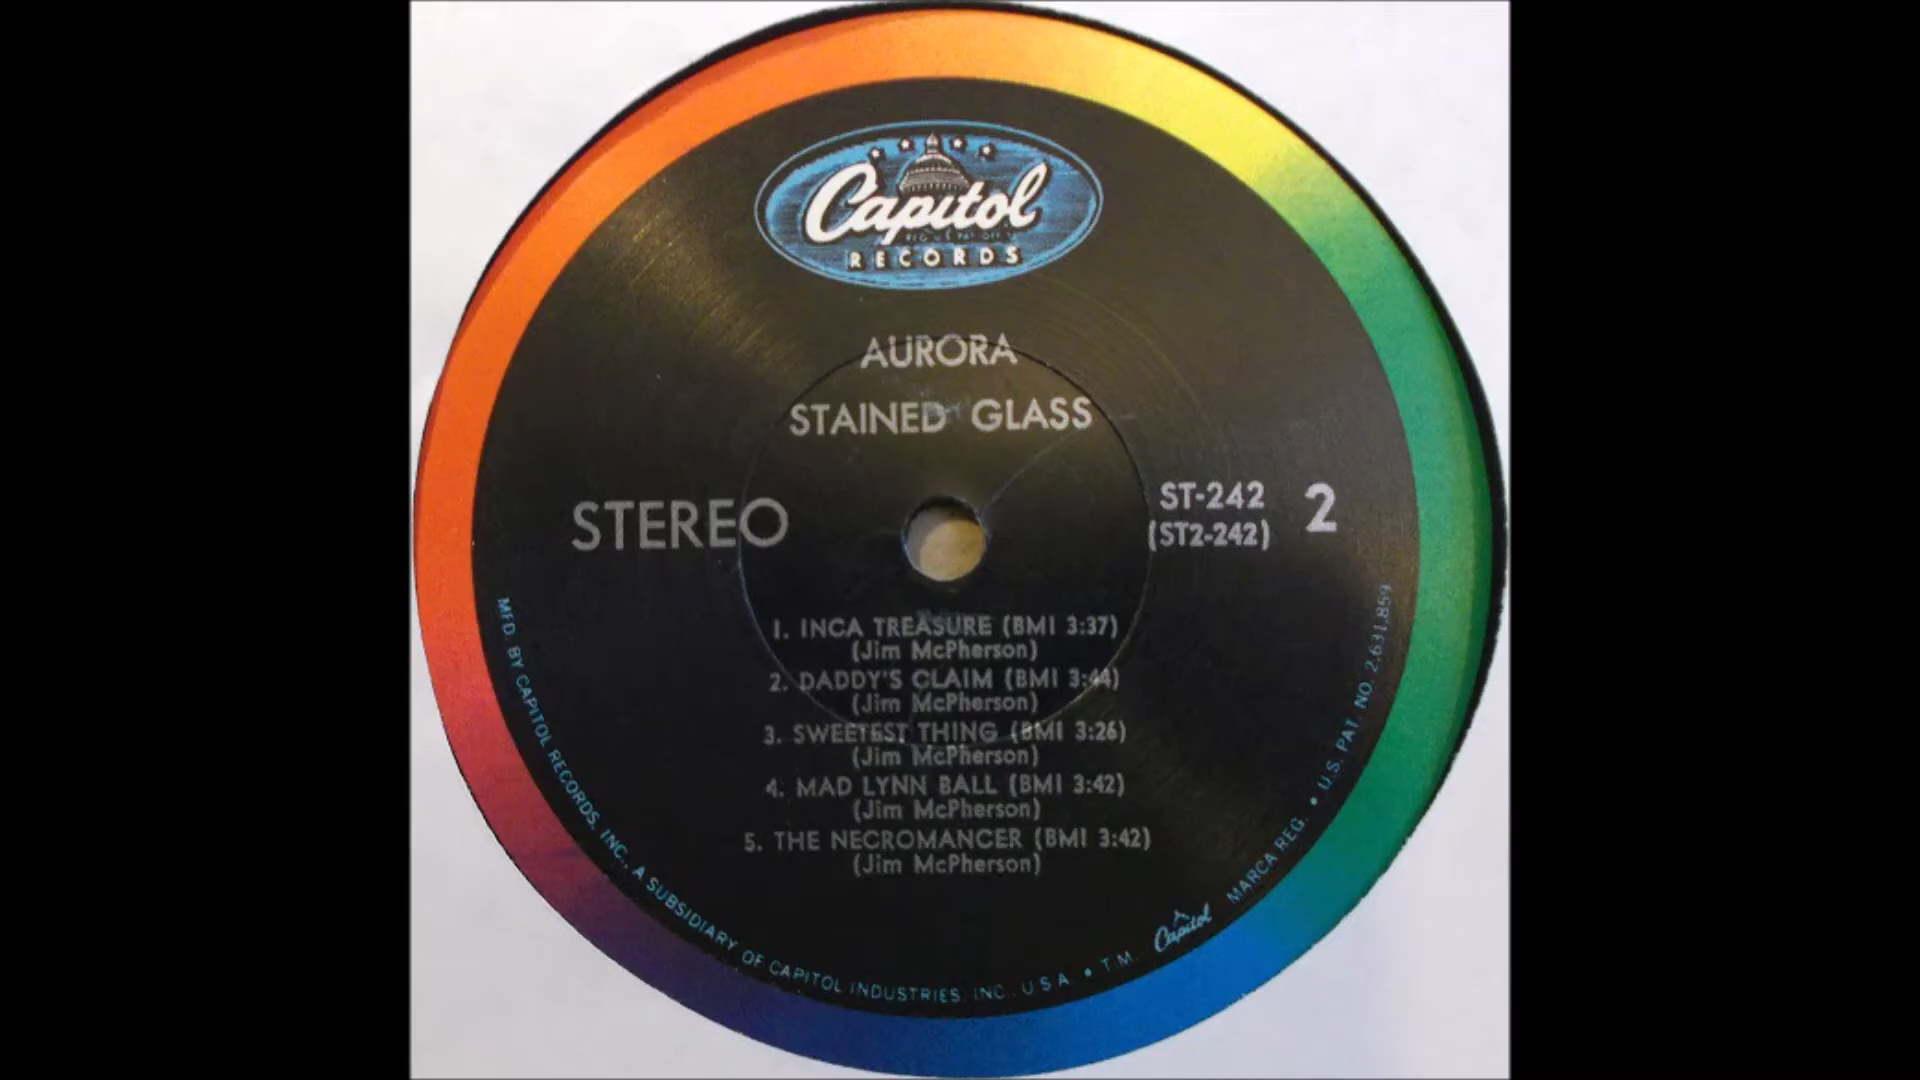 Capitol
REG. U.S. PAT. OFF.
RECORDS
AURORA
STAINED GLASS
STEREO
ST-242
(ST2-242)
2
1. INCA TREASURE (BMI 3:37)
(Jim McPherson)
2. DADDY'S CLAIM (BMI 3:44)
(Jim McPherson)
3. SWEETEST THING (BMI 3:26)
(Jim McPherson)
4. MAD LYNN BALL (BMI 3:42)
(Jim McPherson)
5. THE NECROMANCER (BMI 3:42)
(Jim McPherson)
MFD. BY CAPITOL RECORDS, INC., A SUBSIDIARY OF CAPITOL INDUSTRIES, INC., U.S.A. • T.M. Capitol MARCA REG. • U.S. PAT. NO. 2,631,859